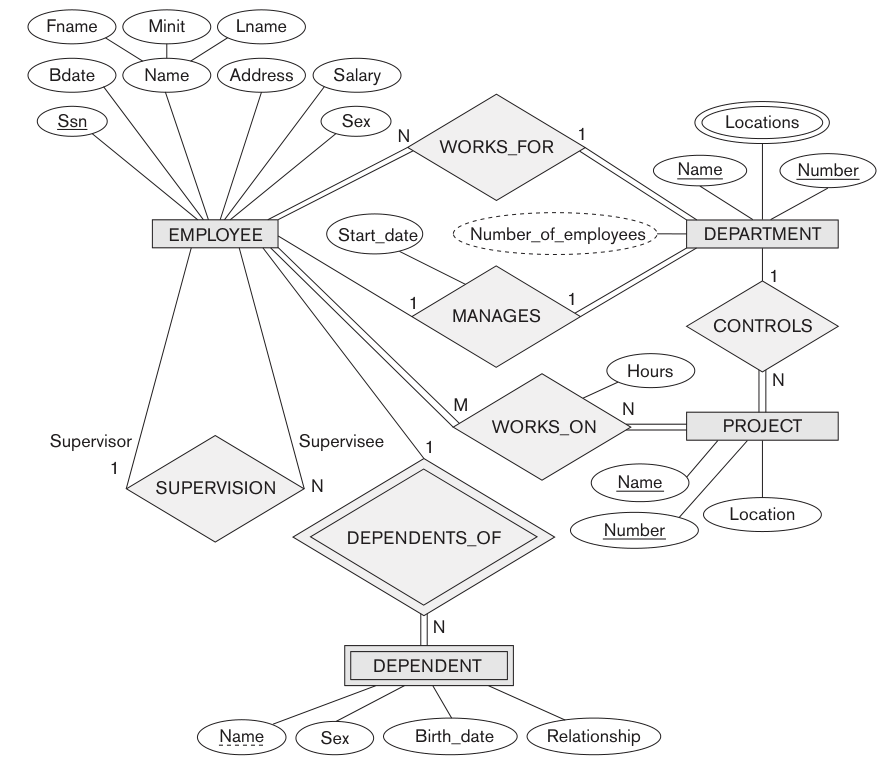 Fname
Minit
Lname
Bdate
Name
Address
Salary
Ssn
Sex
N
WORKS_FOR
1
Locations
Name
Number
EMPLOYEE
Start_date
Number_of_employees
DEPARTMENT
1
MANAGES
1
1
CONTROLS
N
Hours
M
WORKS_ON
N
PROJECT
Supervisor
1
Supervisee
SUPERVISION
N
1
Name
Number
Location
DEPENDENTS_OF
N
DEPENDENT
Name
Sex
Birth_date
Relationship